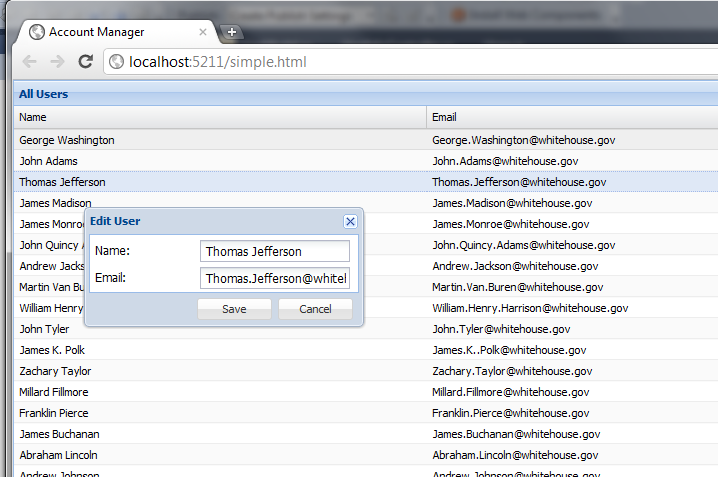 Account Manager
localhost:5211/simple.html
All Users
Name Email
George Washington George.Washington@whitehouse.gov
John Adams John.Adams@whitehouse.gov
Thomas Jefferson Thomas.Jefferson@whitehouse.gov
James Madison James.Madison@whitehouse.gov
James Monroe James.Monroe@whitehouse.gov
John Quincy John.Quincy.Adams@whitehouse.gov
Andrew Jacks Andrew.Jackson@whitehouse.gov
Martin Van Bu Martin.Van.Buren@whitehouse.gov
William Henry William.Henry.Harrison@whitehouse.gov
John Tyler John.Tyler@whitehouse.gov
James K. Polk James.K..Polk@whitehouse.gov
Zachary Taylor Zachary.Taylor@whitehouse.gov
Millard Fillmore Millard.Fillmore@whitehouse.gov
Franklin Pierce Franklin.Pierce@whitehouse.gov
James Buchanan James.Buchanan@whitehouse.gov
Abraham Lincoln Abraham.Lincoln@whitehouse.gov
Andrew Johnson Andrew.Johnson@whitehouse.gov
Edit User
Name: Thomas Jefferson
Email: Thomas.Jefferson@whitel
Save Cancel